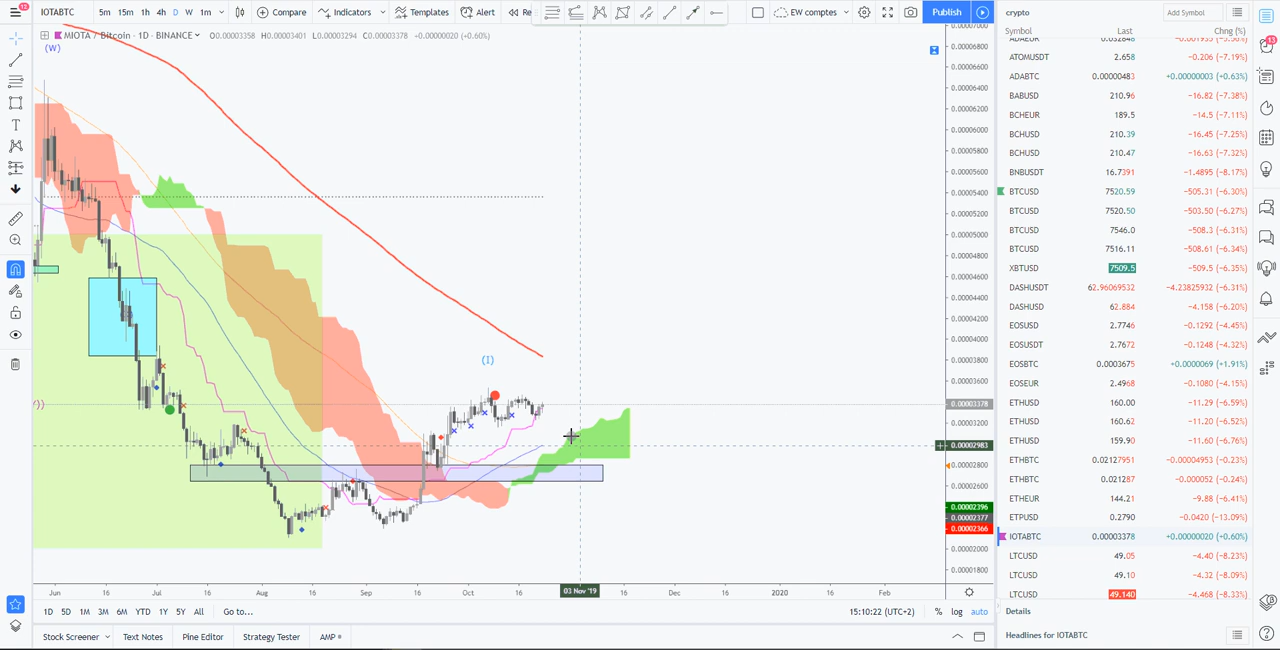 12
IOTABTC 5m 15m 1h 4h D W 1m Compare Indicators Templates Alert EW comptes Publish
MIOTA / Bitcoin · 1D · BINANCE
C0.00003378 +0.00000020 (+0.60%)
(W)
(1)
0.00006800
0.00006600
0.00006400
0.00006200
0.00006000
0.00005800
0.00005600
0.00005400
0.00005200
0.00005000
0.00004800
0.00004600
0.00004400
0.00004200
0.00004000
0.00003800
0.00003600
0.00003378
0.00003200
0.00002983
0.00002800
0.00002600
0.00002396
0.00002377
0.00002366
0.00002000
0.00001800
Jun 16 Jul 16 Aug 16 Sep 16 Oct 16 03 Nov '19 16 Dec 16 2020 16 Feb
1D 5D 1M 3M 6M YTD 1Y 5Y All Go to... 15:10:22 (UTC+2) % log auto
Stock Screener Text Notes Pine Editor Strategy Tester AMP
crypto Add Symbol
Symbol Last Chng (%)
ATOMUSDT 2.658 −0.206 (−7.19%)
ADABTC 0.00000483 +0.00000003 (+0.63%)
BABUSD 210.96 −16.82 (−7.38%)
BCHEUR 189.5 −14.5 (−7.11%)
BCHUSD 210.39 −16.45 (−7.25%)
BCHUSD 210.47 −16.63 (−7.32%)
BNBUSDT 16.7391 −1.4895 (−8.17%)
BTCUSD 7520.59 −505.31 (−6.30%)
BTCUSD 7520.50 −503.50 (−6.27%)
BTCUSD 7546.0 −508.3 (−6.31%)
BTCUSD 7516.11 −508.61 (−6.34%)
XBTUSD 7509.5 −509.5 (−6.35%)
DASHUSDT 62.96069532 −4.23825932 (−6.31%)
DASHUSD 62.884 −4.158 (−6.20%)
EOSUSD 2.7746 −0.1292 (−4.45%)
EOSUSDT 2.7672 −0.1248 (−4.32%)
EOSBTC 0.0003675 +0.0000069 (+1.91%)
EOSEUR 2.4968 −0.1080 (−4.15%)
ETHUSD 160.00 −11.29 (−6.59%)
ETHUSD 160.62 −11.20 (−6.52%)
ETHUSD 159.90 −11.60 (−6.76%)
ETHBTC 0.02127951 −0.00004953 (−0.23%)
ETHBTC 0.021287 −0.000052 (−0.24%)
ETHEUR 144.21 −9.88 (−6.41%)
ETPUSD 0.2790 −0.0420 (−13.09%)
IOTABTC 0.00003378 +0.00000020 (+0.60%)
LTCUSD 49.05 −4.40 (−8.23%)
LTCUSD 49.10 −4.32 (−8.09%)
LTCUSD 49.140 −4.468 (−8.33%)
Details
Headlines for IOTABTC